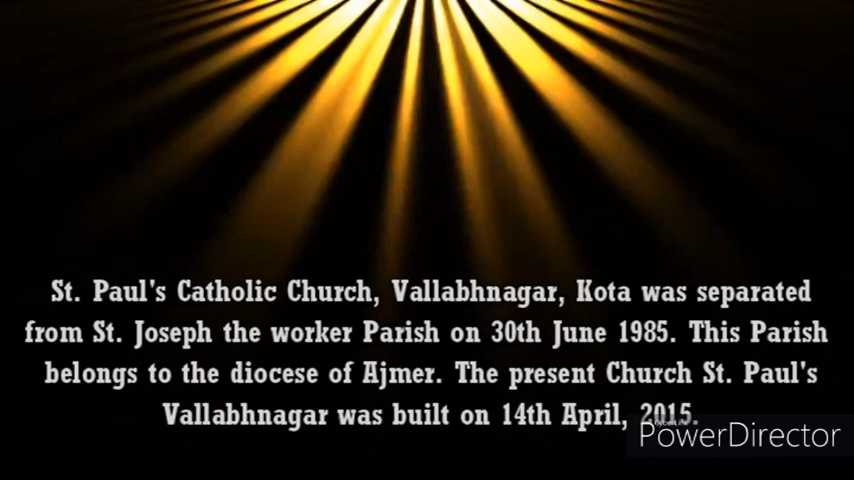 St. Paul's Catholic Church, Vallabhnagar, Kota was separated
from St. Joseph the worker Parish on 30th June 1985. This Parish
belongs to the diocese of Ajmer. The present Church St. Paul's
Vallabhnagar was built on 14th April, 2015.
PowerDirector